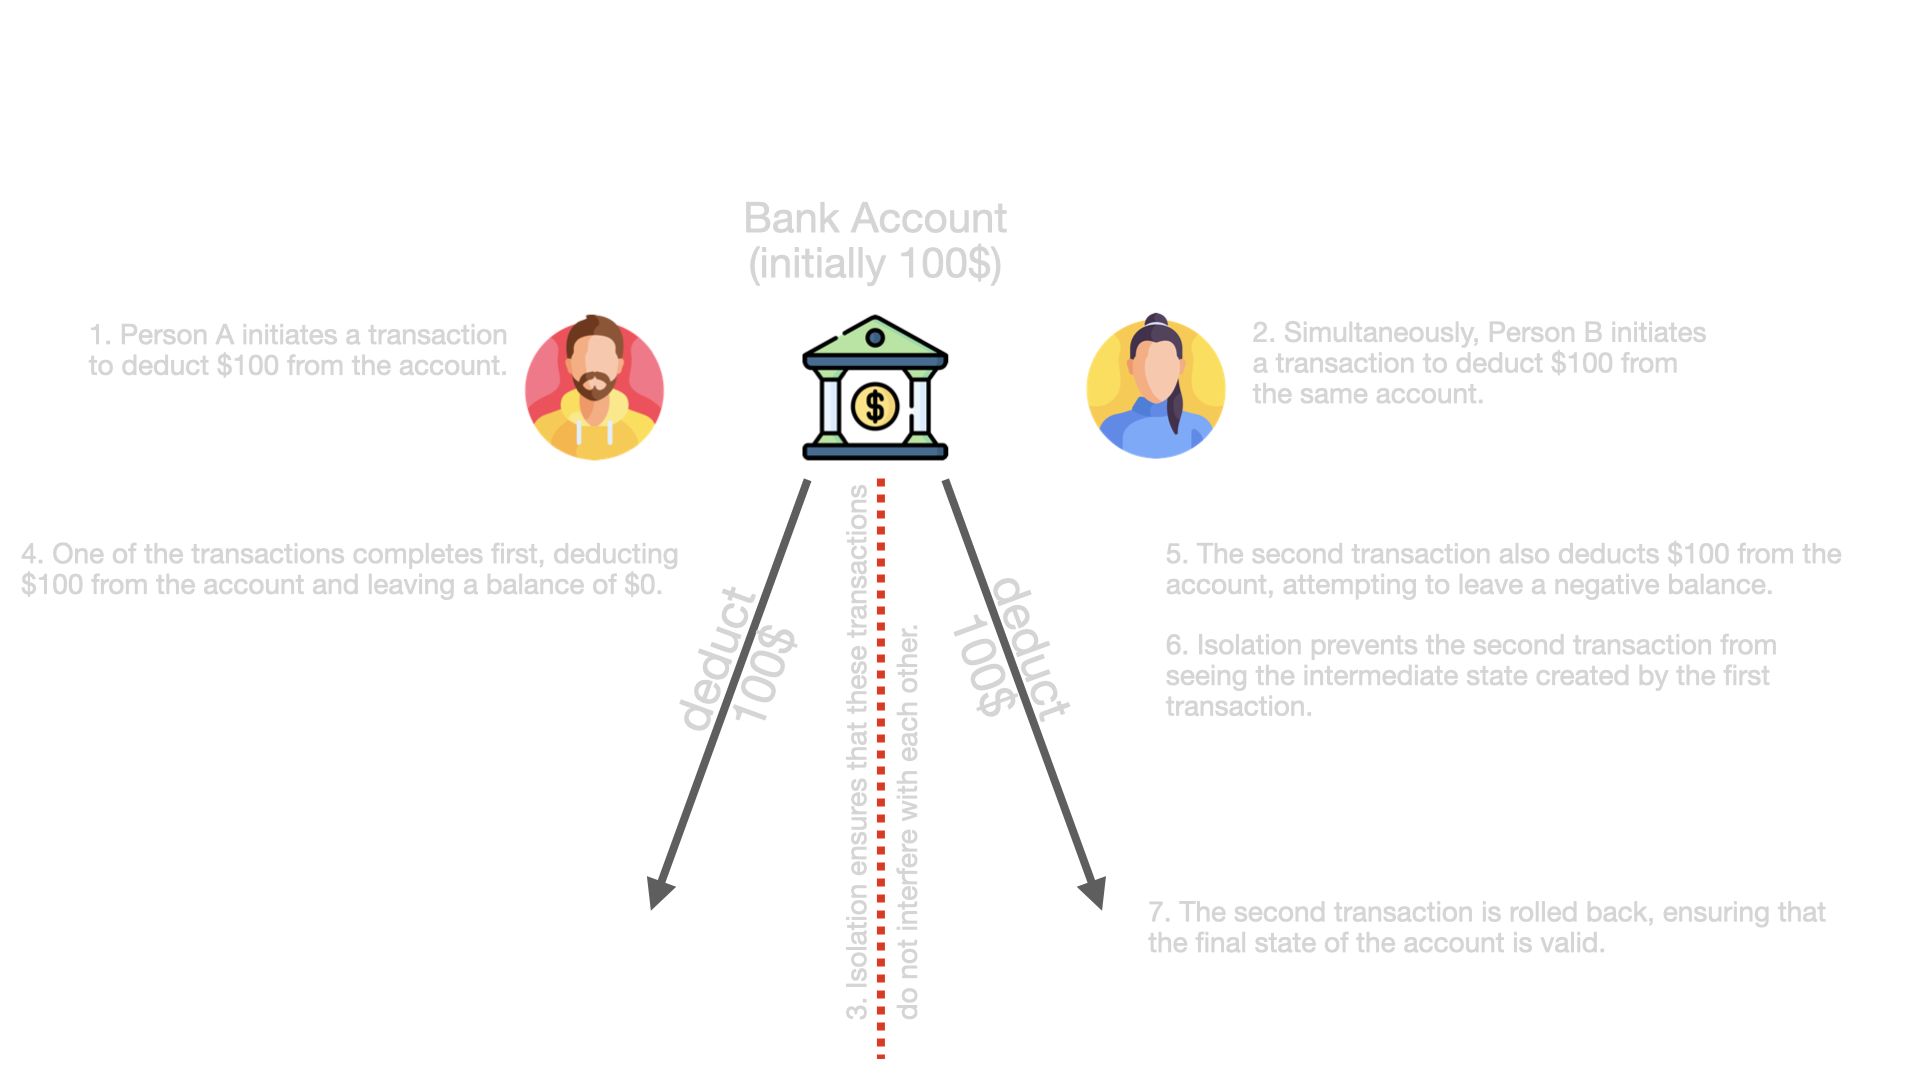 Bank Account
(initially 100$)
1. Person A initiates a transaction
to deduct $100 from the account.
2. Simultaneously, Person B initiates
a transaction to deduct $100 from
the same account.
$
3. Isolation ensures that these transactions
do not interfere with each other.
4. One of the transactions completes first, deducting
$100 from the account and leaving a balance of $0.
deduct
100$
deduct
100$
5. The second transaction also deducts $100 from the
account, attempting to leave a negative balance.
6. Isolation prevents the second transaction from
seeing the intermediate state created by the first
transaction.
7. The second transaction is rolled back, ensuring that
the final state of the account is valid.